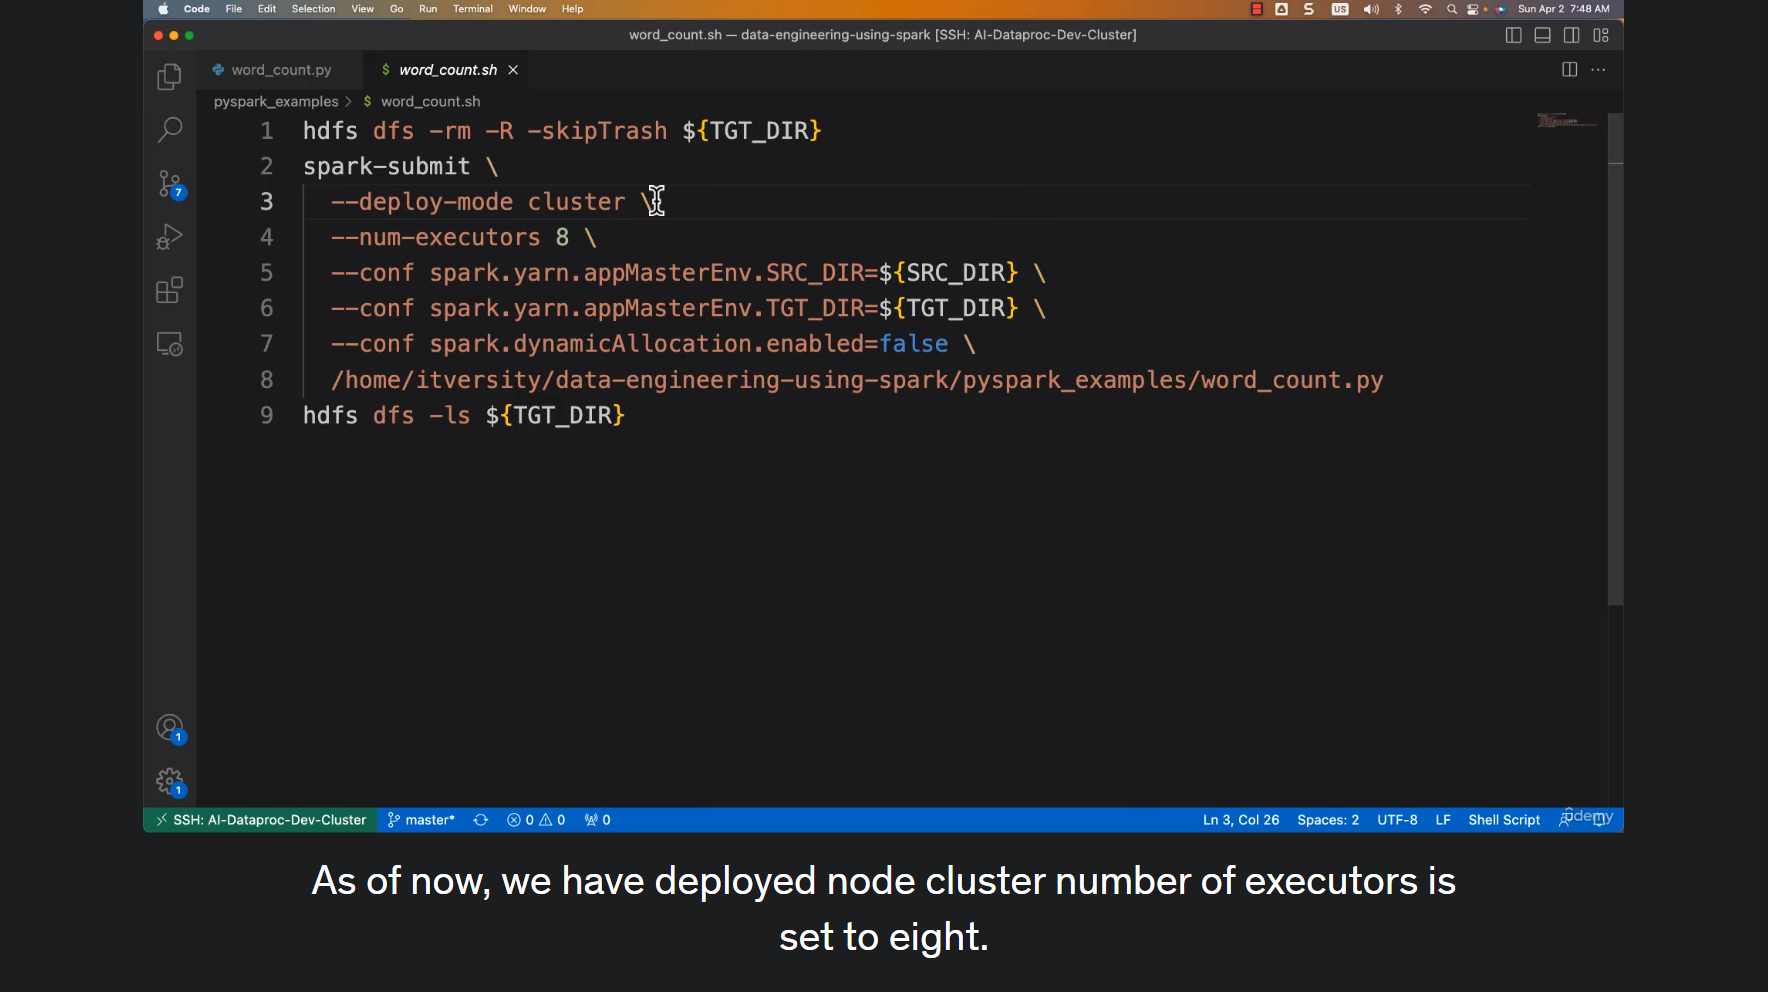 Code File Edit Selection View Go Run Terminal Window Help US Sun Apr 2 7:48 AM
word_count.sh — data-engineering-using-spark [SSH: AI-Dataproc-Dev-Cluster]
word_count.py $ word_count.sh
pyspark_examples > $ word_count.sh
1 hdfs dfs -rm -R -skipTrash ${TGT_DIR}
2 spark-submit \
3 --deploy-mode cluster \
4 --num-executors 8 \
5 --conf spark.yarn.appMasterEnv.SRC_DIR=${SRC_DIR} \
6 --conf spark.yarn.appMasterEnv.TGT_DIR=${TGT_DIR} \
7 --conf spark.dynamicAllocation.enabled=false \
8 /home/itversity/data-engineering-using-spark/pyspark_examples/word_count.py
9 hdfs dfs -ls ${TGT_DIR}
7
1
1
SSH: AI-Dataproc-Dev-Cluster master* 0 0 0 Ln 3, Col 26 Spaces: 2 UTF-8 LF Shell Script
udemy
As of now, we have deployed node cluster number of executors is
set to eight.